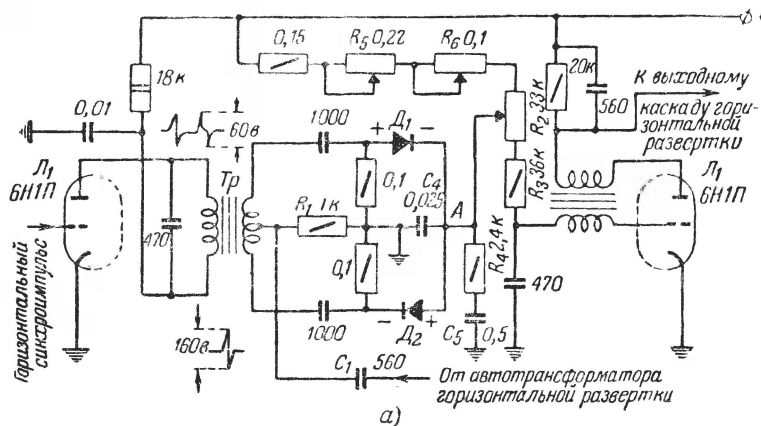 0,15
R₅ 0,22
R₆ 0,1
18к
0,01
60в
1000
Д₁
+
-
20к
560
R₂ 33к
К выходному
каскаду гори-
зонтальной
развертки
Л₁
6Н1П
Тр
470
R₁ 1к
0,1
C₄
0,025
А
R₃ 36к
Л₁
6Н1П
Горизонтальный
синхроимпульс
0,1
R₄ 2,4к
470
160в
1000
-
Д₂
+
C₅
0,5
C₁
560
От автотрансформатора
горизонтальной развертки
а)